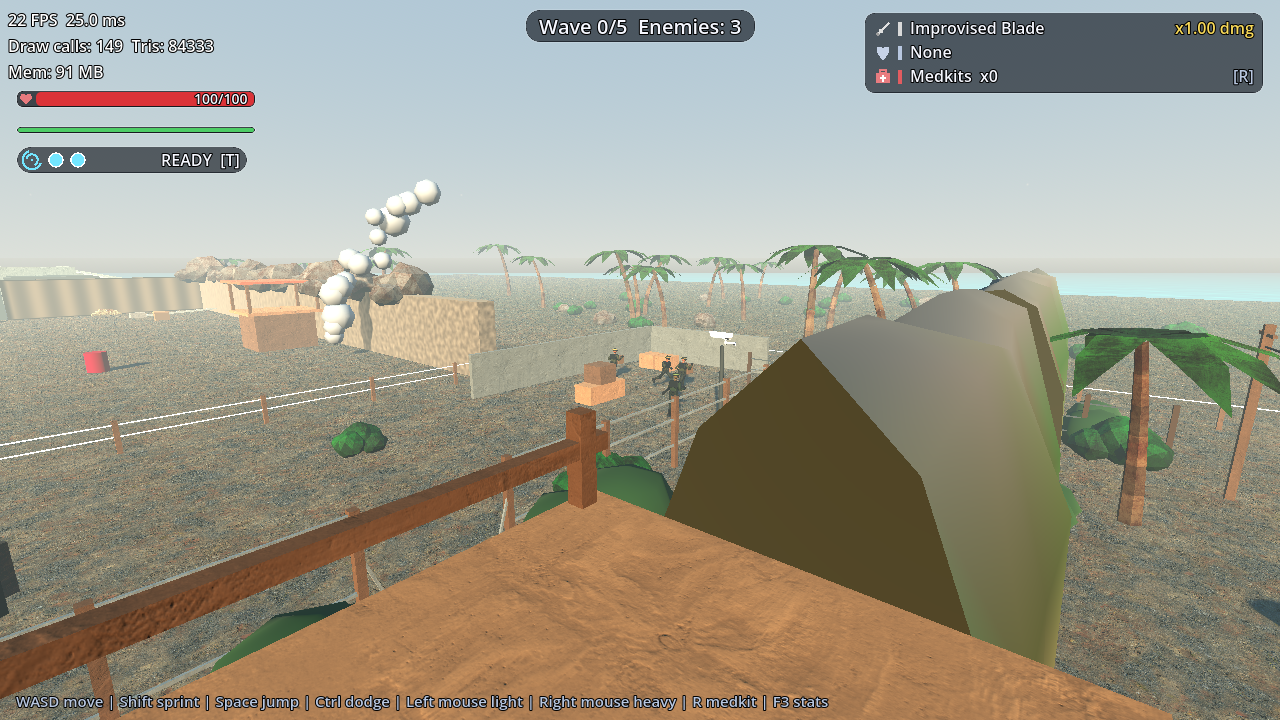 22 FPS 25.0 ms
Draw calls: 149 Tris: 84333
Mem: 91 MB
100/100
READY [T]
Wave 0/5 Enemies: 3
Improvised Blade x1.00 dmg
None
Medkits x0 [R]
WASD move | Shift sprint | Space jump | Ctrl dodge | Left mouse light | Right mouse heavy | R medkit | F3 stats